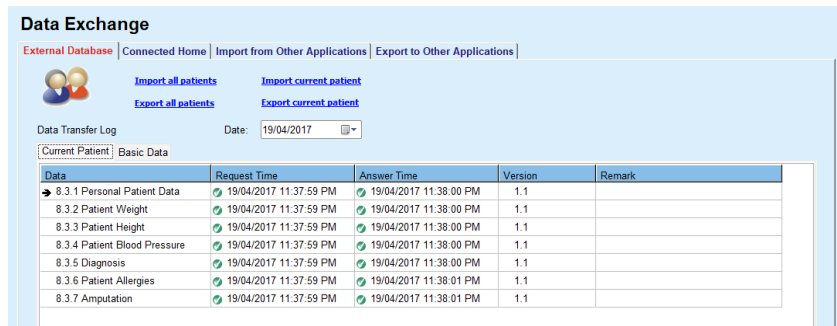 Data Exchange
External Database Connected Home Import from Other Applications Export to Other Applications
Import all patients Import current patient
Export all patients Export current patient
Data Transfer Log Date: 19/04/2017
Current Patient Basic Data
Data Request Time Answer Time Version Remark
8.3.1 Personal Patient Data 19/04/2017 11:37:59 PM 19/04/2017 11:38:00 PM 1.1
8.3.2 Patient Weight 19/04/2017 11:37:59 PM 19/04/2017 11:38:00 PM 1.1
8.3.3 Patient Height 19/04/2017 11:37:59 PM 19/04/2017 11:38:00 PM 1.1
8.3.4 Patient Blood Pressure 19/04/2017 11:37:59 PM 19/04/2017 11:38:00 PM 1.1
8.3.5 Diagnosis 19/04/2017 11:37:59 PM 19/04/2017 11:38:00 PM 1.1
8.3.6 Patient Allergies 19/04/2017 11:37:59 PM 19/04/2017 11:38:01 PM 1.1
8.3.7 Amputation 19/04/2017 11:37:59 PM 19/04/2017 11:38:01 PM 1.1